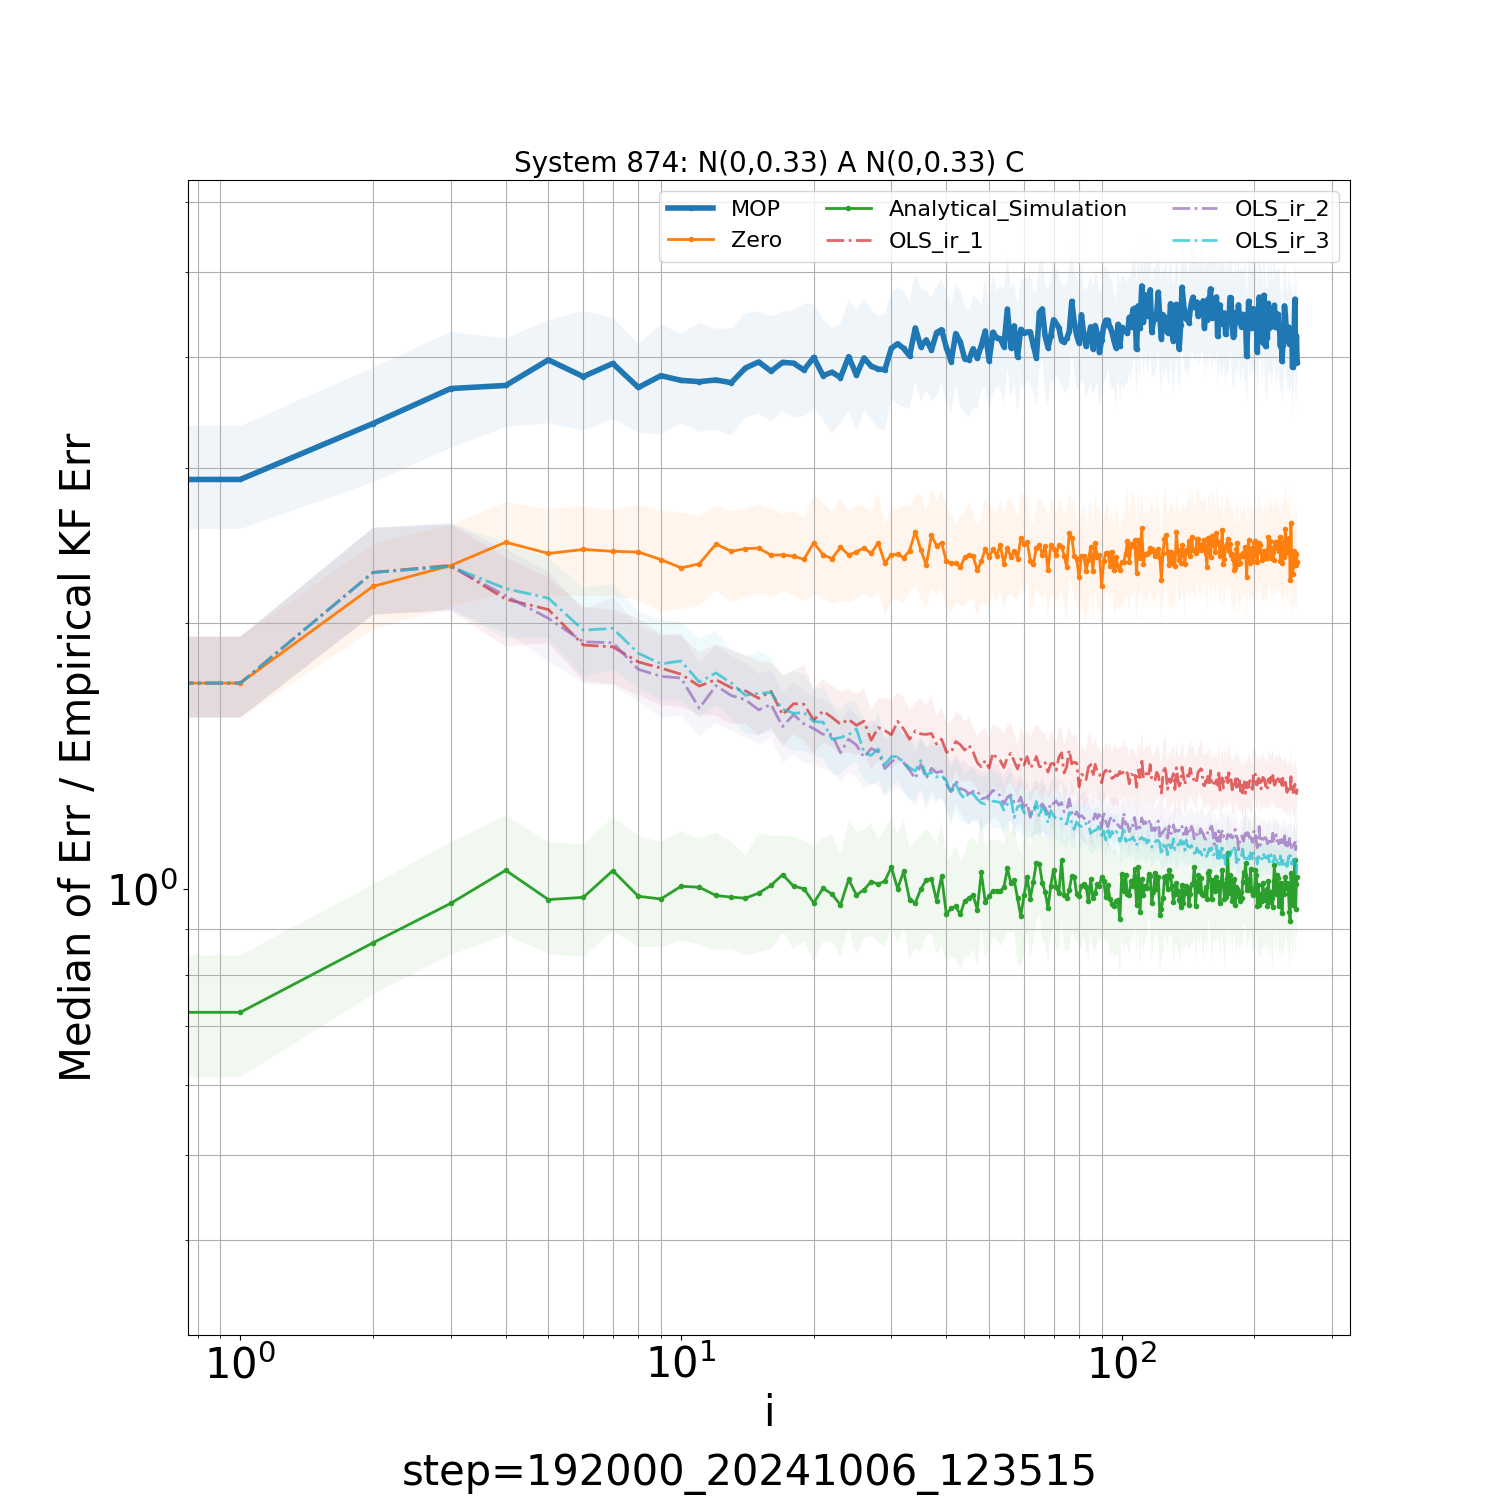 System 874: N(0,0.33) A N(0,0.33) C
MOP
Zero
Analytical_Simulation
OLS_ir_1
OLS_ir_2
OLS_ir_3
Median of Err / Empirical KF Err
10⁰
10⁰ 10¹ 10²
i
step=192000_20241006_123515